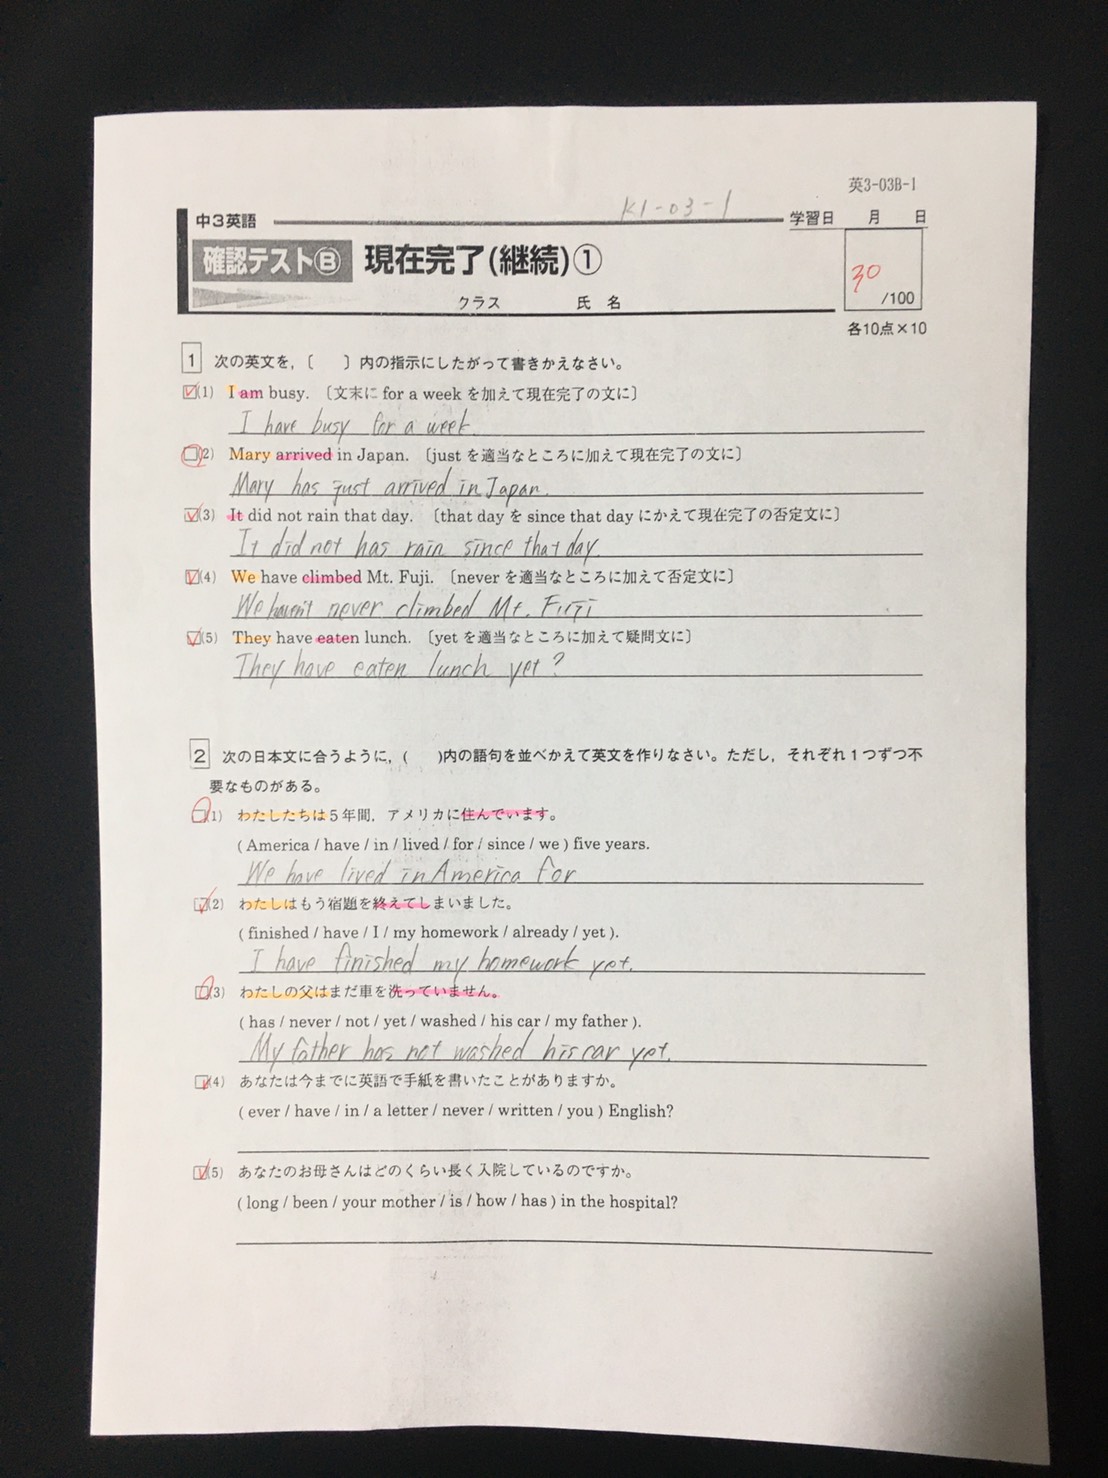 英3-03B-1
K1-03-1
中3英語
学習日 月 日
確認テストⒷ 現在完了(継続)①
30
/100
クラス 氏 名
各10点×10
1 次の英文を,〔 〕内の指示にしたがって書きかえなさい。
(1) I am busy. 〔文末に for a week を加えて現在完了の文に〕
I have busy for a week.
(2) Mary arrived in Japan. 〔just を適当なところに加えて現在完了の文に〕
Mary has just arrived in Japan.
(3) It did not rain that day. 〔that day を since that day にかえて現在完了の否定文に〕
It did not has rain since that day.
(4) We have climbed Mt. Fuji. 〔never を適当なところに加えて否定文に〕
We haven't never climbed Mt. Fuji
(5) They have eaten lunch. 〔yet を適当なところに加えて疑問文に〕
They have eaten lunch yet?
2 次の日本文に合うように,( )内の語句を並べかえて英文を作りなさい。ただし,それぞれ1つずつ不
要なものがある。
(1) わたしたちは5年間,アメリカに住んでいます。
( America / have / in / lived / for / since / we ) five years.
We have lived in America for
(2) わたしはもう宿題を終えてしまいました。
( finished / have / I / my homework / already / yet ).
I have finished my homework yet.
(3) わたしの父はまだ車を洗っていません。
( has / never / not / yet / washed / his car / my father ).
My father has not washed his car yet.
(4) あなたは今までに英語で手紙を書いたことがありますか。
( ever / have / in / a letter / never / written / you ) English?
(5) あなたのお母さんはどのくらい長く入院しているのですか。
( long / been / your mother / is / how / has ) in the hospital?